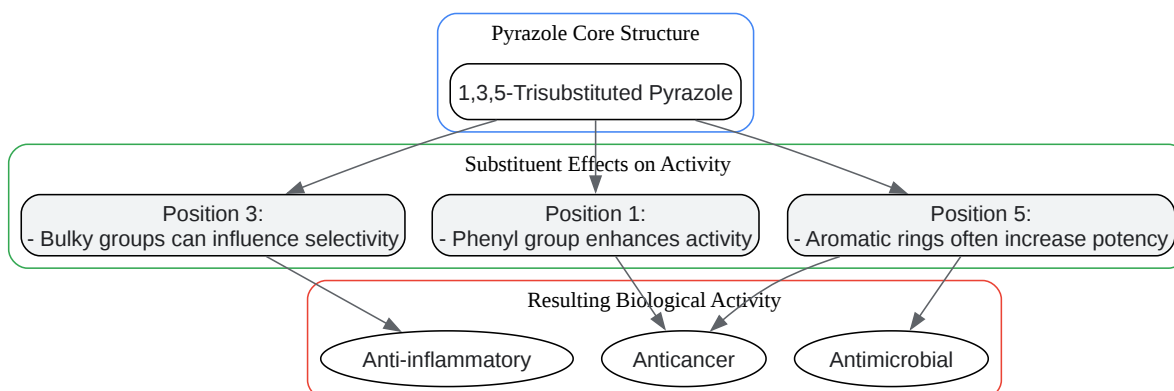 Pyrazole Core Structure
1,3,5-Trisubstituted Pyrazole
Substituent Effects on Activity
Position 3:
- Bulky groups can influence selectivity
Position 1:
- Phenyl group enhances activity
Position 5:
- Aromatic rings often increase potency
Resulting Biological Activity
Anti-inflammatory
Anticancer
Antimicrobial